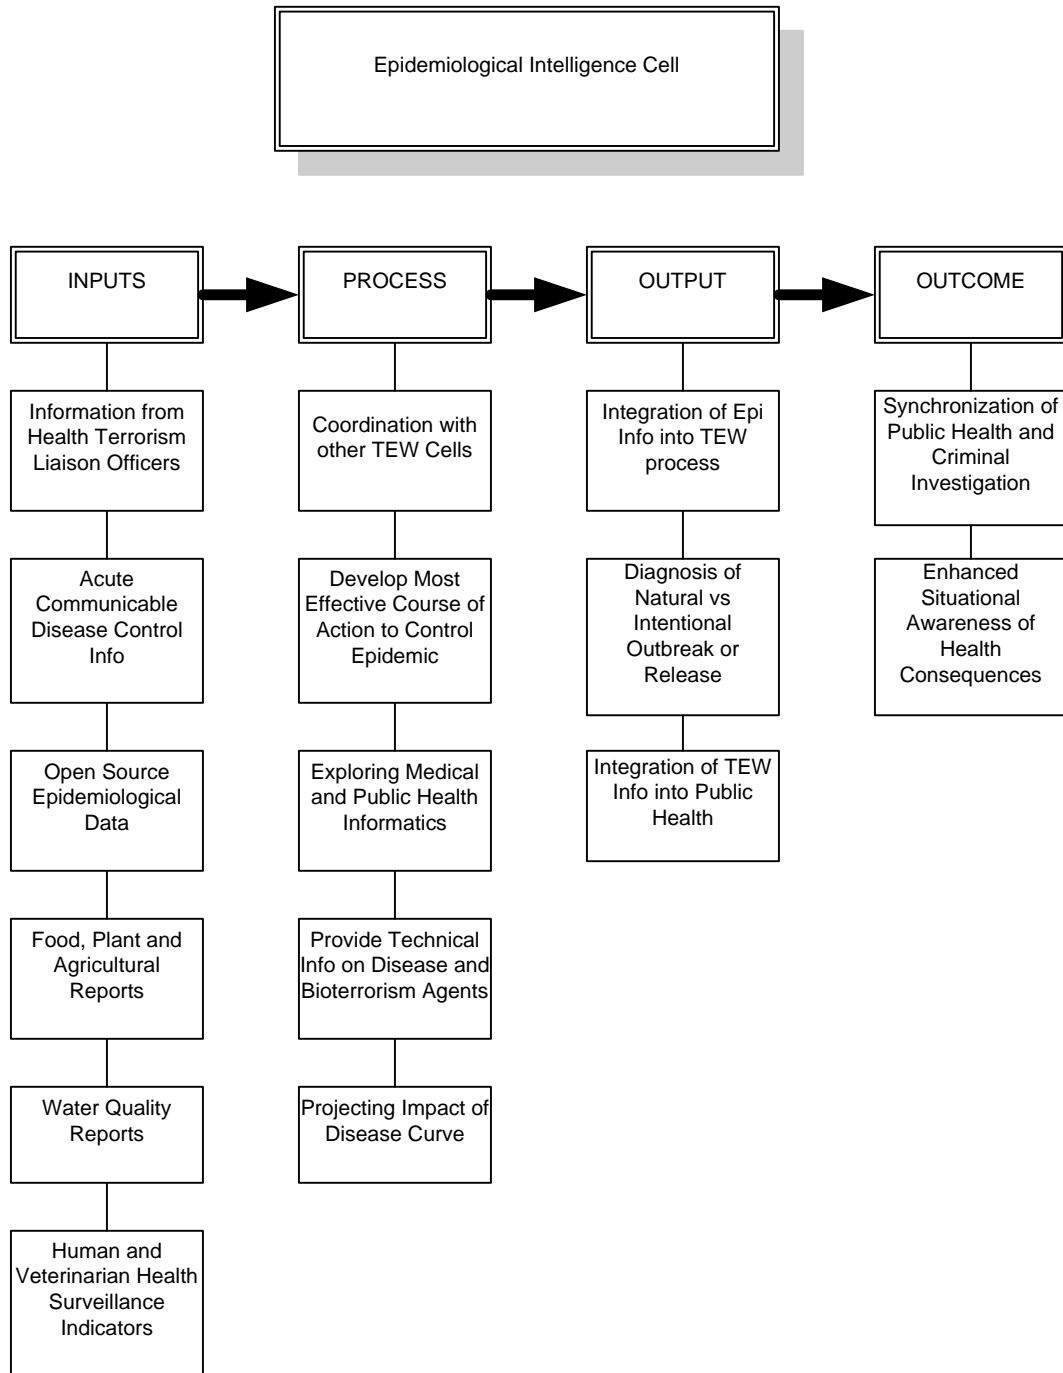 Epidemiological Intelligence Cell
INPUTS
PROCESS
OUTPUT
OUTCOME
Information from
Health Terrorism
Liaison Officers
Acute
Communicable
Disease Control
Info
Open Source
Epidemiological
Data
Food, Plant and
Agricultural
Reports
Water Quality
Reports
Human and
Veterinarian Health
Surveillance
Indicators
Coordination with
other TEW Cells
Develop Most
Effective Course of
Action to Control
Epidemic
Exploring Medical
and Public Health
Informatics
Provide Technical
Info on Disease and
Bioterrorism Agents
Projecting Impact of
Disease Curve
Integration of Epi
Info into TEW
process
Diagnosis of
Natural vs
Intentional
Outbreak or
Release
Integration of TEW
Info into Public
Health
Synchronization of
Public Health and
Criminal
Investigation
Enhanced
Situational
Awareness of
Health
Consequences